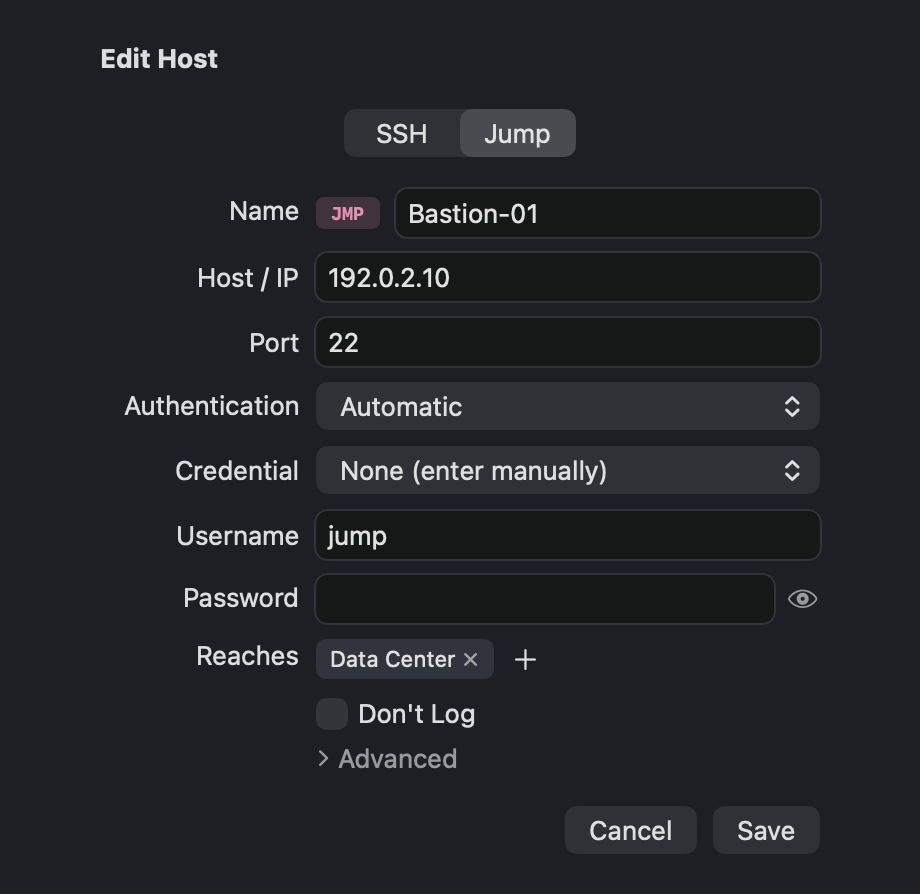 Edit Host
SSH Jump
Name JMP Bastion-01
Host / IP 192.0.2.10
Port 22
Authentication Automatic
Credential None (enter manually)
Username jump
Password
Reaches Data Center × +
Don't Log
> Advanced
Cancel Save